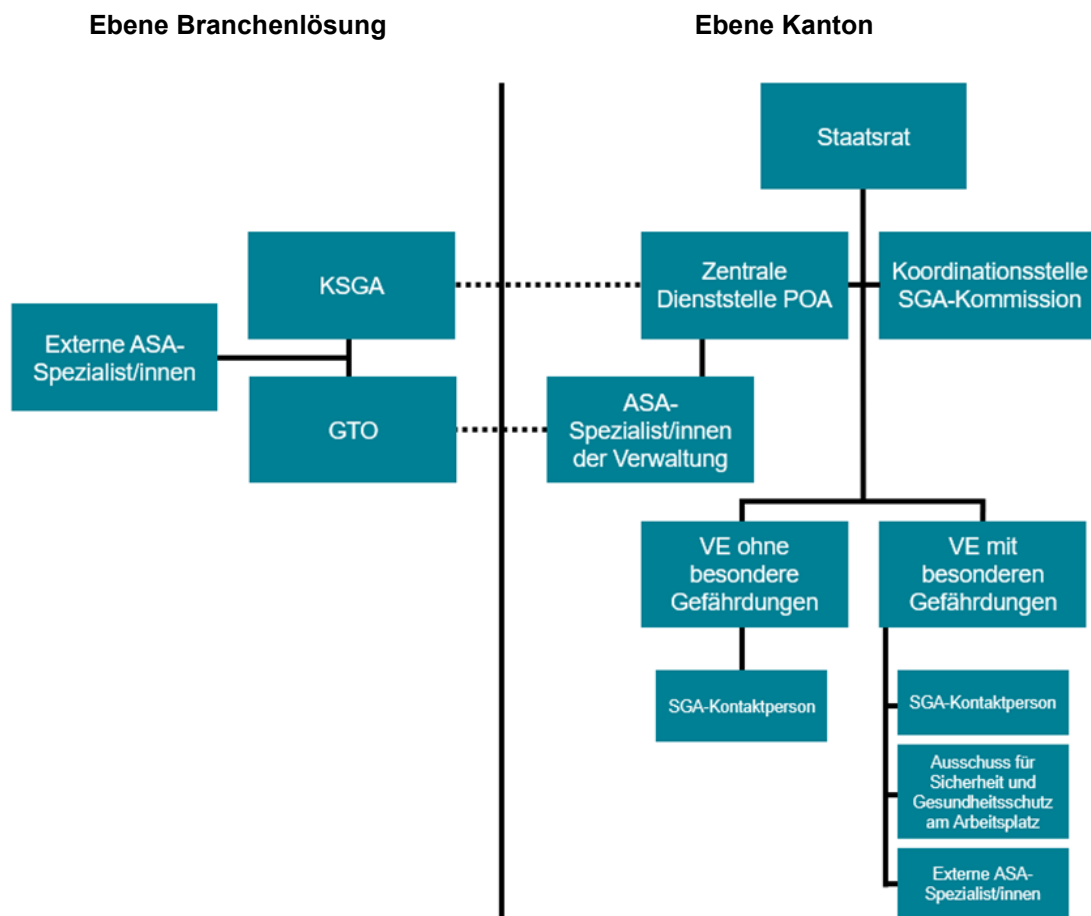 Ebene Branchenlösung
Ebene Kanton
Staatsrat
KSGA
Zentrale
Dienststelle POA
Koordinationsstelle
SGA-Kommission
Externe ASA-
Spezialist/innen
GTO
ASA-
Spezialist/innen
der Verwaltung
VE ohne
besondere
Gefährdungen
VE mit
besonderen
Gefährdungen
SGA-Kontaktperson
SGA-Kontaktperson
Ausschuss für
Sicherheit und
Gesundheitsschutz
am Arbeitsplatz
Externe ASA-
Spezialist/innen